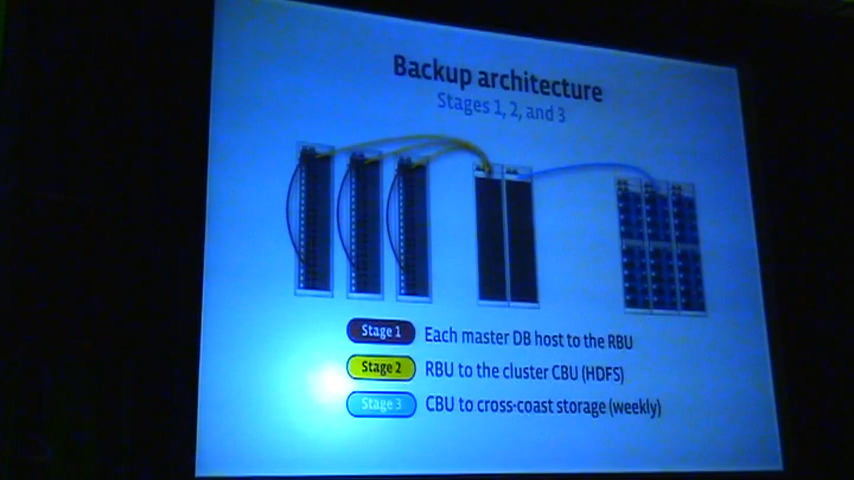 Backup architecture
Stages 1, 2, and 3
Stage 1 Each master DB host to the RBU
Stage 2 RBU to the cluster CBU (HDFS)
Stage 3 CBU to cross-coast storage (weekly)